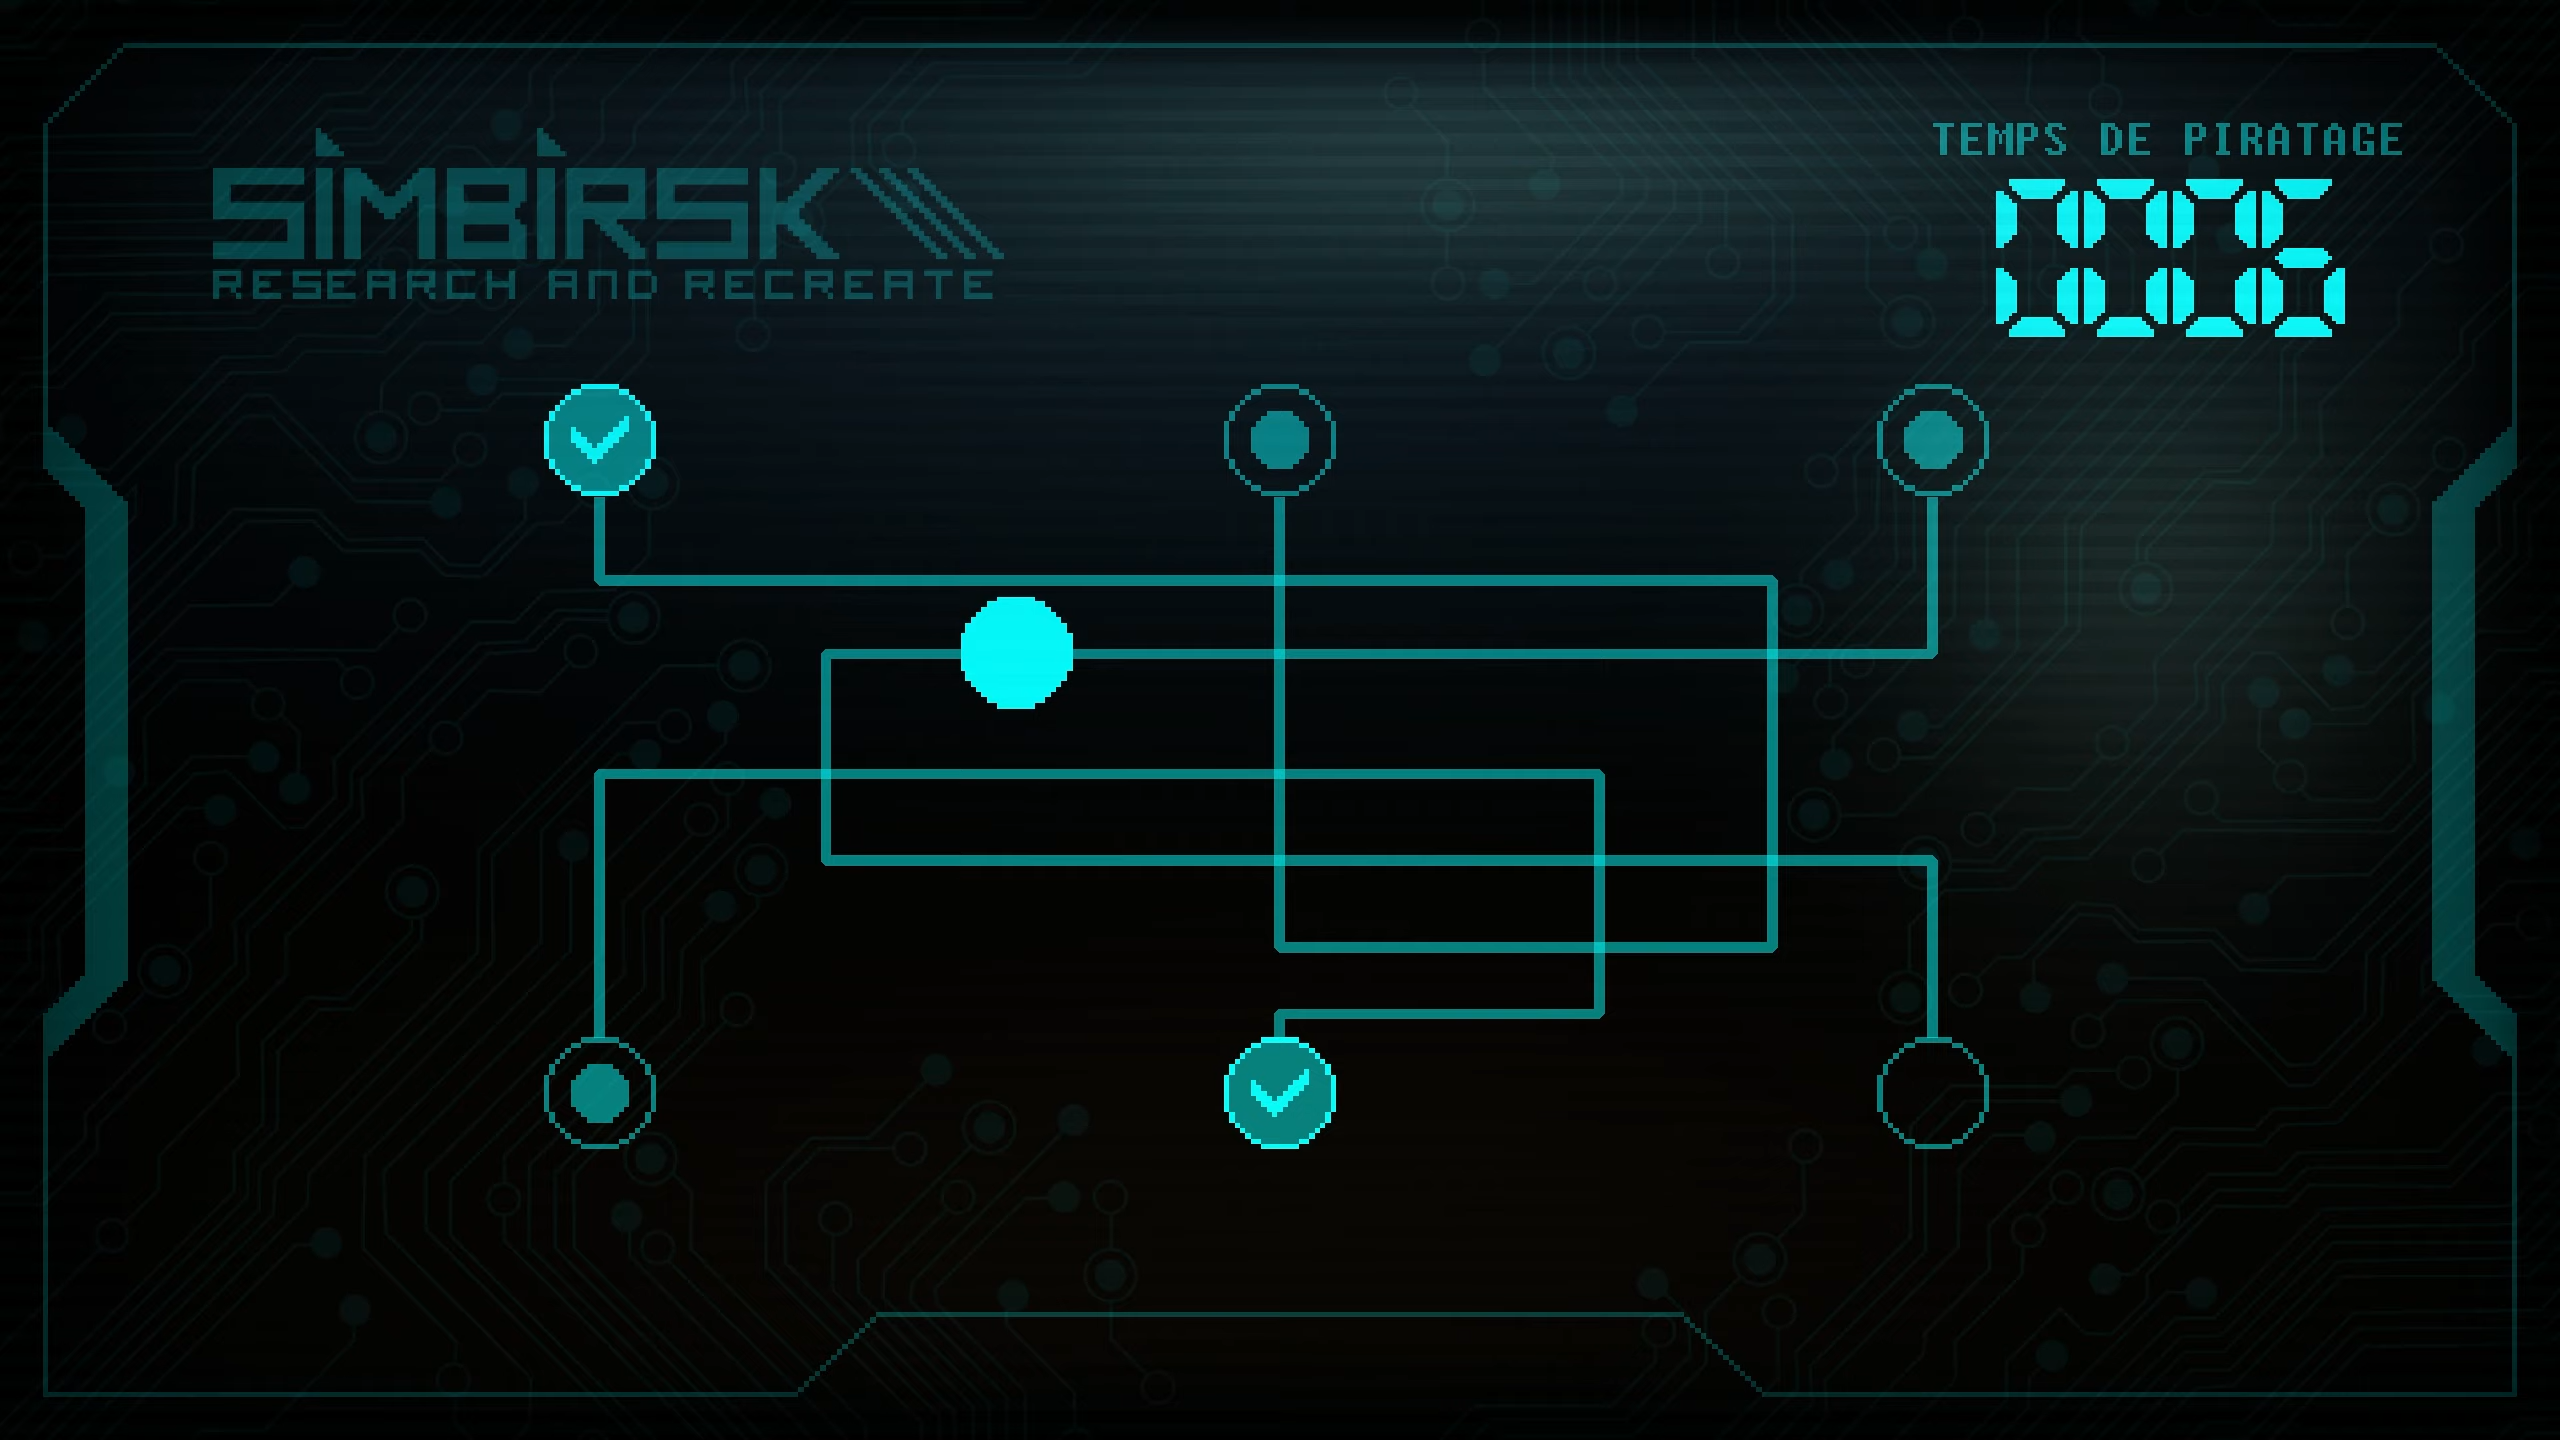 SIMBIRSK
RESEARCH AND RECREATE
TEMPS DE PIRATAGE
0006